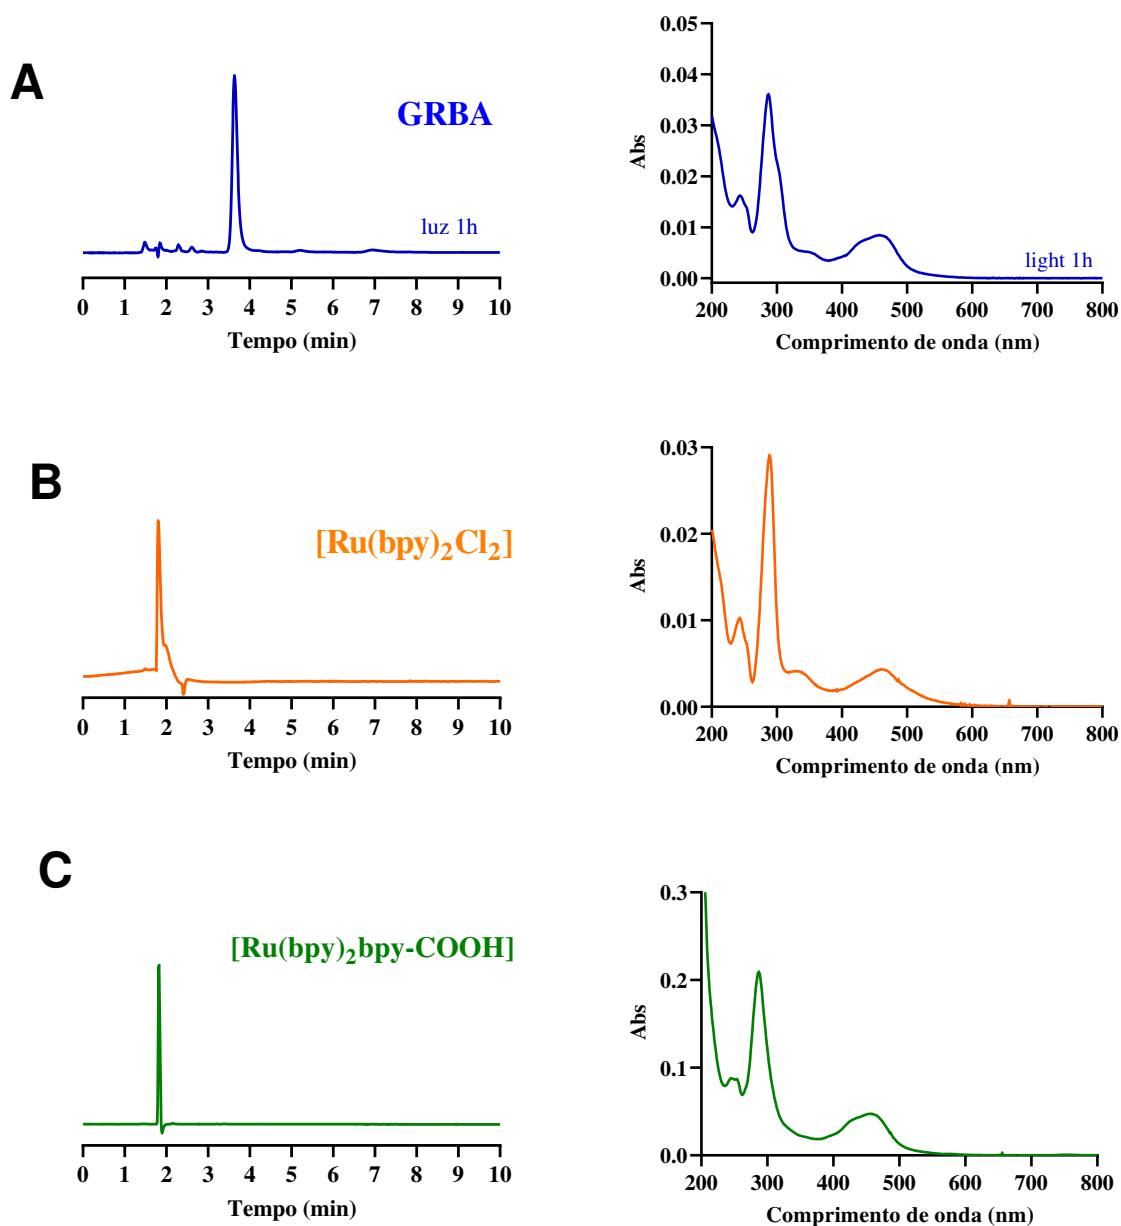 A
GRBA
luz 1h
0 1 2 3 4 5 6 7 8 9 10
Tempo (min)
0.05
0.04
0.03
0.02
0.01
0.00
Abs
light 1h
200 300 400 500 600 700 800
Comprimento de onda (nm)
B
[Ru(bpy)₂Cl₂]
0 1 2 3 4 5 6 7 8 9 10
Tempo (min)
0.03
0.02
0.01
0.00
Abs
200 300 400 500 600 700 800
Comprimento de onda (nm)
C
[Ru(bpy)₂bpy-COOH]
0 1 2 3 4 5 6 7 8 9 10
Tempo (min)
0.3
0.2
0.1
0.0
Abs
200 300 400 500 600 700 800
Comprimento de onda (nm)